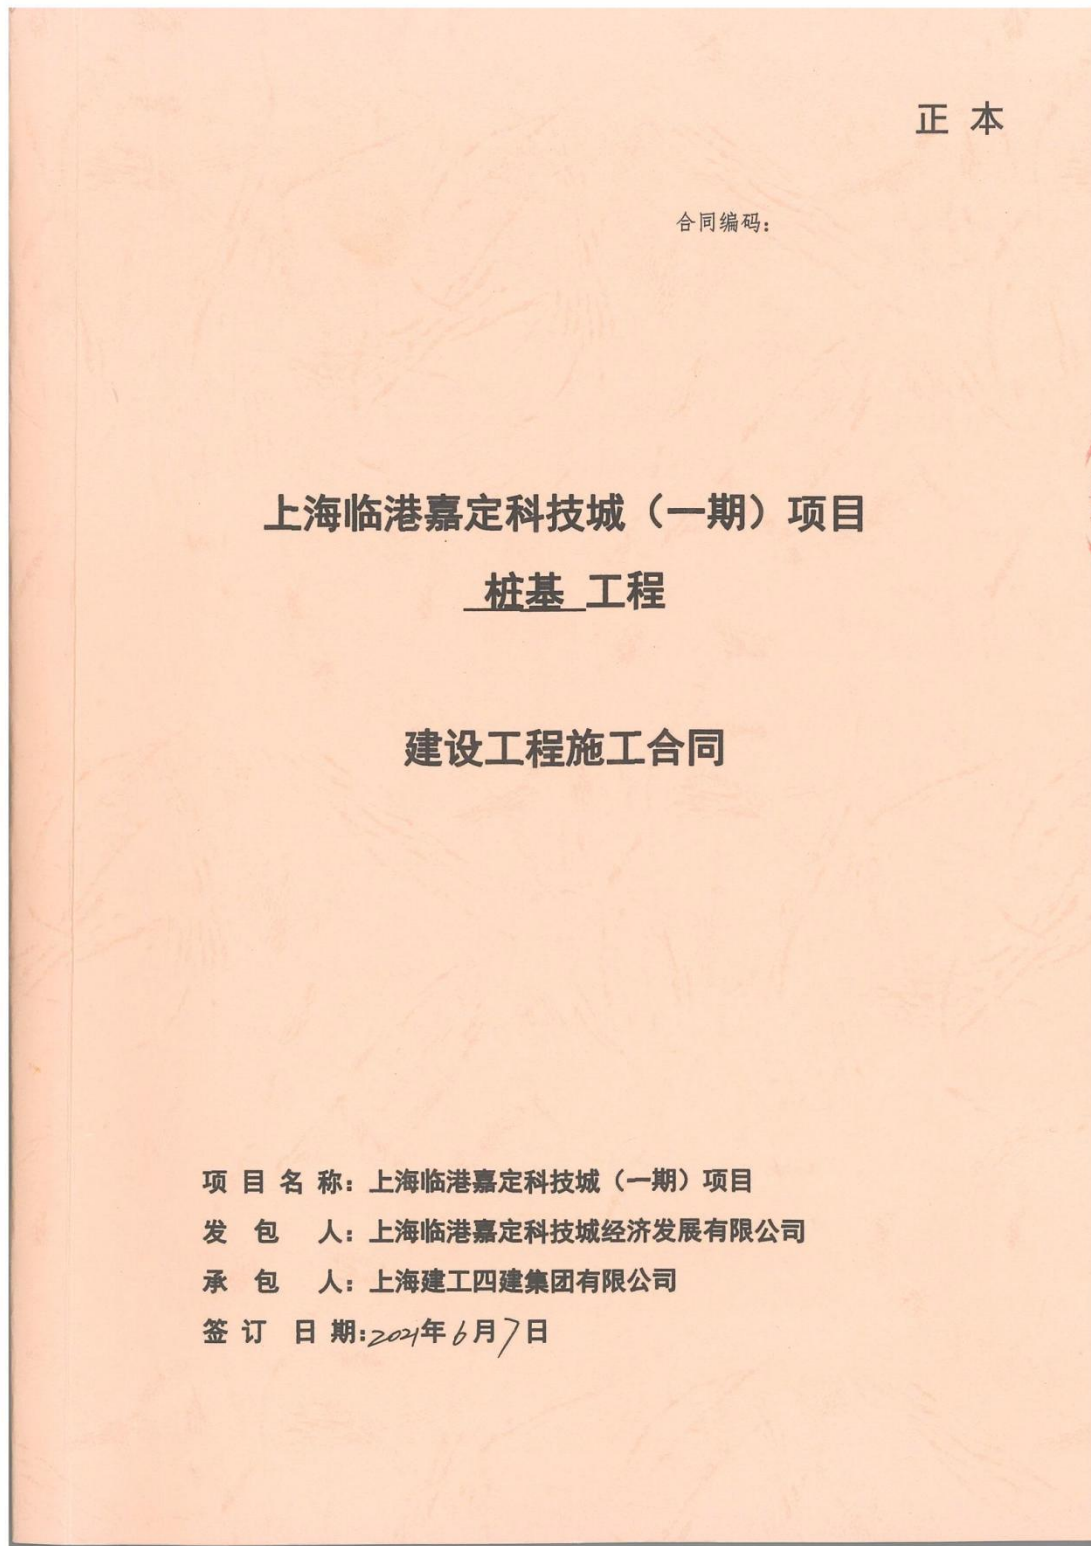 正 本
合同编码：
上海临港嘉定科技城（一期）项目
桩基 工程
建设工程施工合同
项 目 名 称：上海临港嘉定科技城（一期）项目
发 包 人：上海临港嘉定科技城经济发展有限公司
承 包 人：上海建工四建集团有限公司
签 订 日 期:2021年6月7日